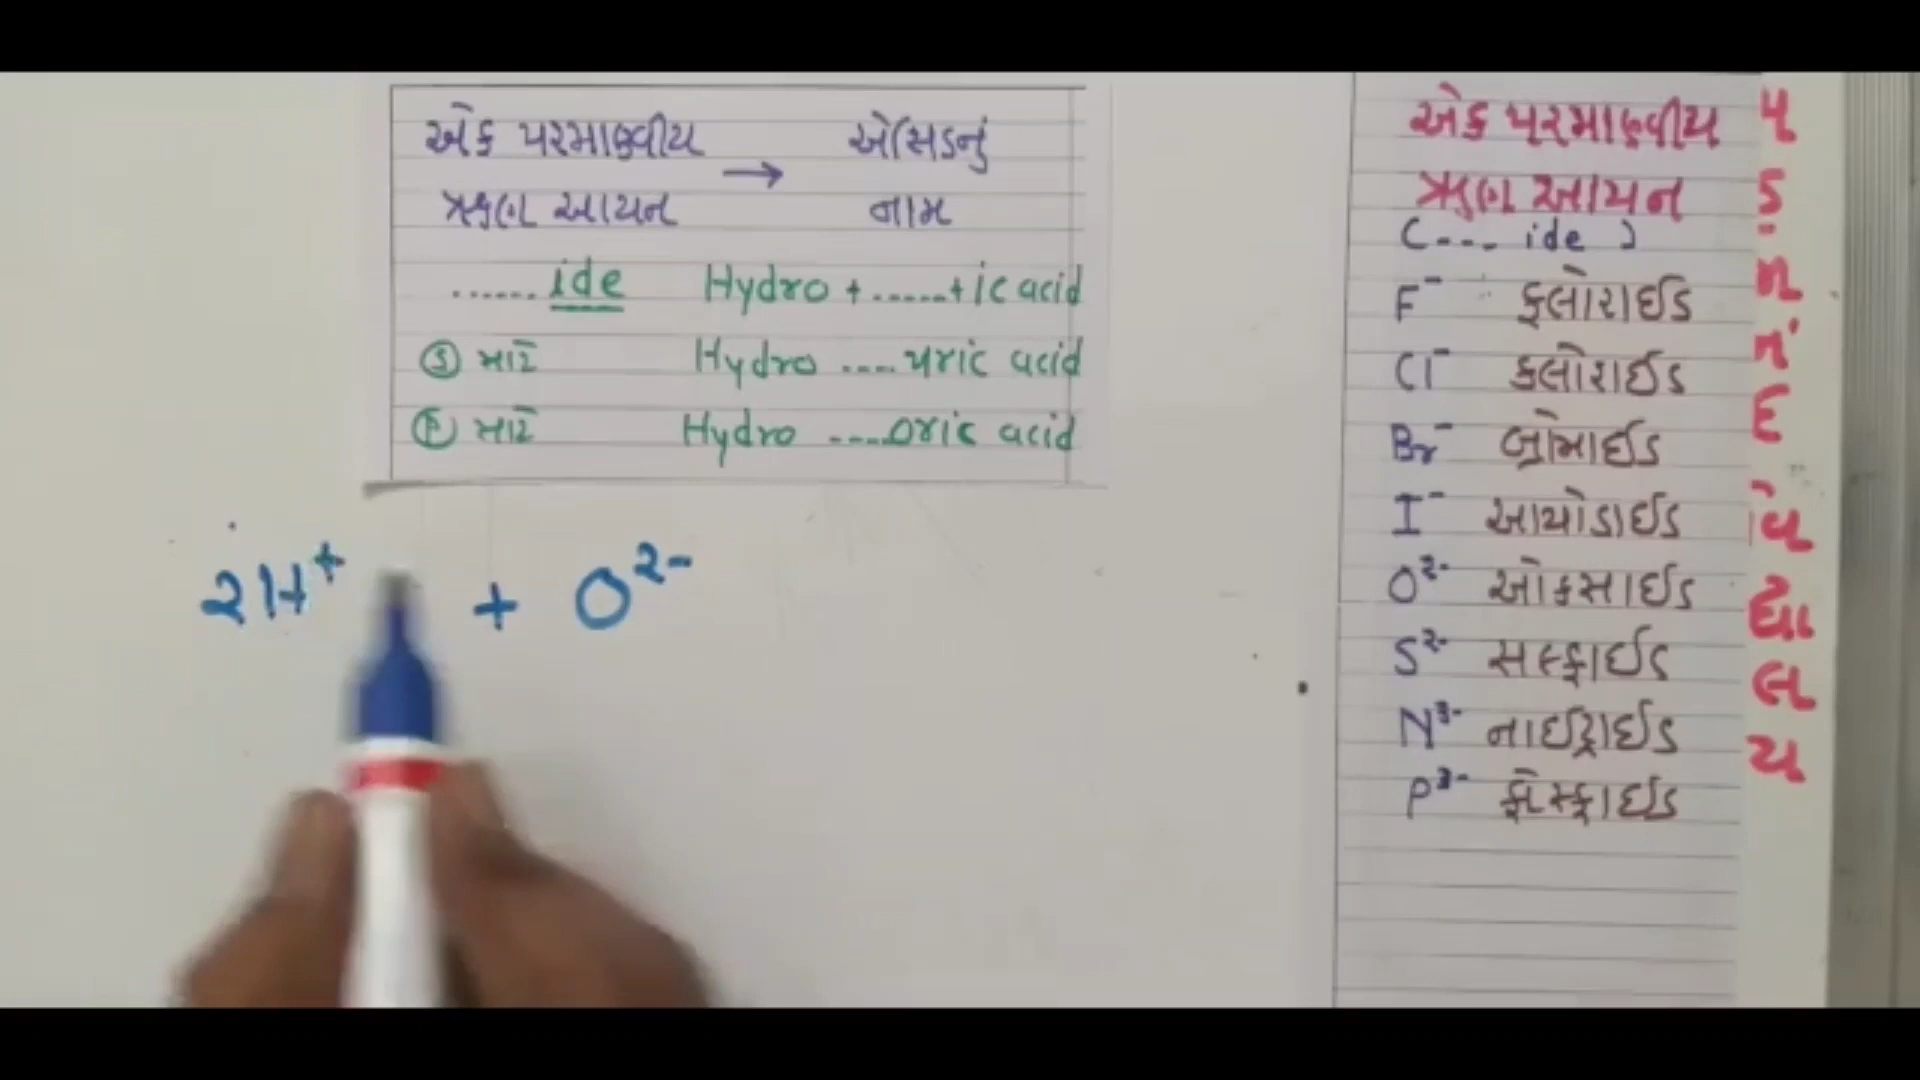 એક પરમાણ્વીય → એસિડનું
ઋણ આયન નામ
...... ide Hydro + ......+ ic acid
Ⓢ માટે Hydro .... uric acid
Ⓟ માટે Hydro ....oric acid
2H⁺ + O²⁻
એક પરમાણ્વીય
ઋણ આયન
(--- ide )
F⁻ ફ્લોરાઈડ
Cl⁻ ક્લોરાઈડ
Br⁻ બ્રોમાઈડ
I⁻ આયોડાઈડ
O²⁻ ઓક્સાઈડ
S²⁻ સલ્ફાઈડ
N³⁻ નાઈટ્રાઈડ
P³⁻ ફોસ્ફાઈડ